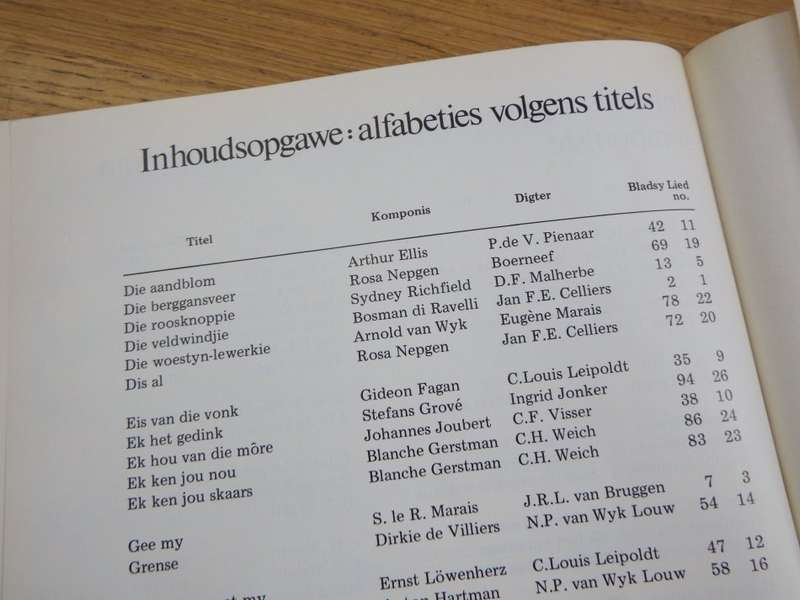 Inhoudsopgawe: alfabeties volgens titels
Titel Komponis Digter Bladsy Lied no.
Die aandblom Arthur Ellis P.de V. Pienaar 42 11
Die berggansveer Rosa Nepgen Boerneef 69 19
Die roosknoppie Sydney Richfield D.F. Malherbe 13 5
Die veldwindjie Bosman di Ravelli Jan F.E. Celliers 2 1
Die woestyn-lewerkie Arnold van Wyk Eugène Marais 78 22
Dis al Rosa Nepgen Jan F.E. Celliers 72 20
Eis van die vonk Gideon Fagan C.Louis Leipoldt 35 9
Ek het gedink Stefans Grové Ingrid Jonker 94 26
Ek hou van die môre Johannes Joubert C.F. Visser 38 10
Ek ken jou nou Blanche Gerstman C.H. Weich 86 24
Ek ken jou skaars Blanche Gerstman C.H. Weich 83 23
Gee my S. le R. Marais J.R.L. van Bruggen 7 3
Grense Dirkie de Villiers N.P. van Wyk Louw 54 14
my Ernst Löwenherz C.Louis Leipoldt 47 12
Hartman N.P. van Wyk Louw 58 16